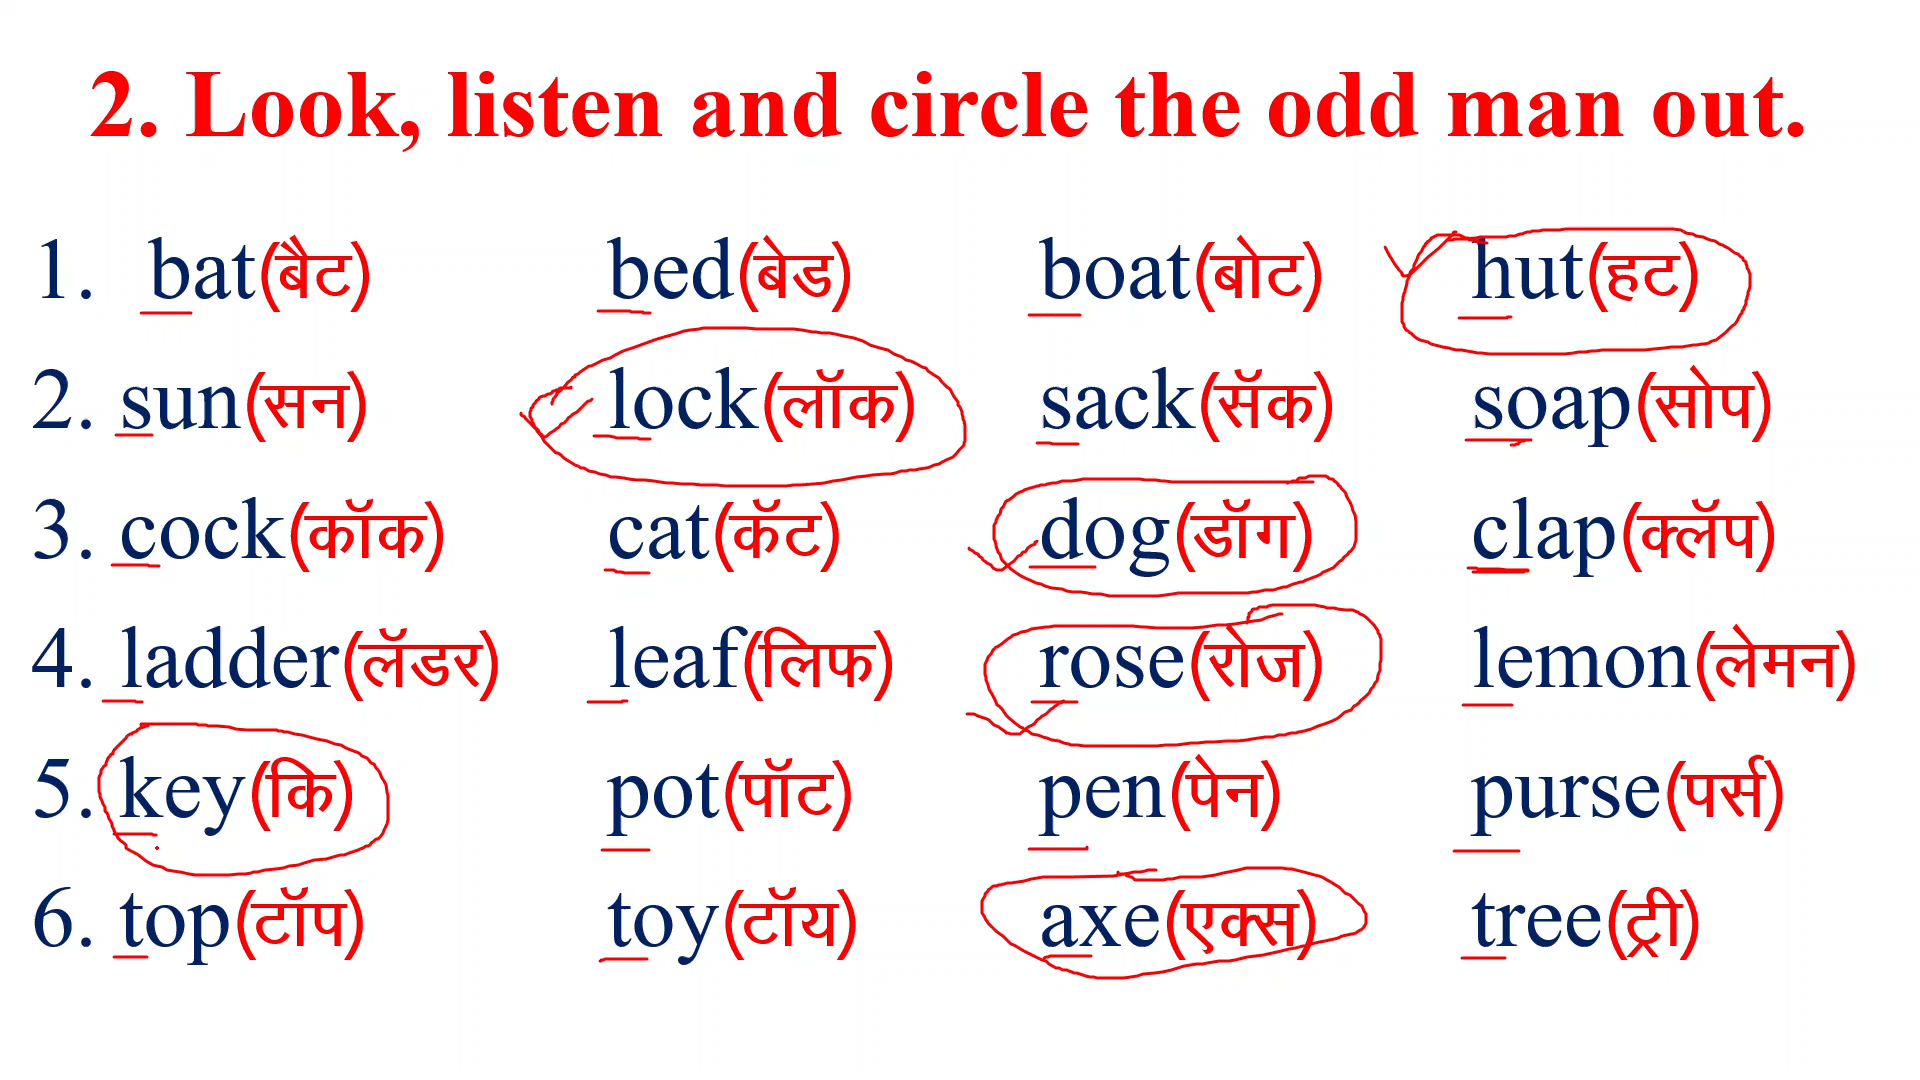 2. Look, listen and circle the odd man out.
1. bat(बैट) bed(बेड) boat(बोट) hut(हट)
2. sun(सन) lock(लॉक) sack(सॅक) soap(सोप)
3. cock(कॉक) cat(कॅट) dog(डॉग) clap(क्लॅप)
4. ladder(लॅडर) leaf(लिफ) rose(रोज) lemon(लेमन)
5. key(कि) pot(पॉट) pen(पेन) purse(पर्स)
6. top(टॉप) toy(टॉय) axe(एक्स) tree(ट्री)